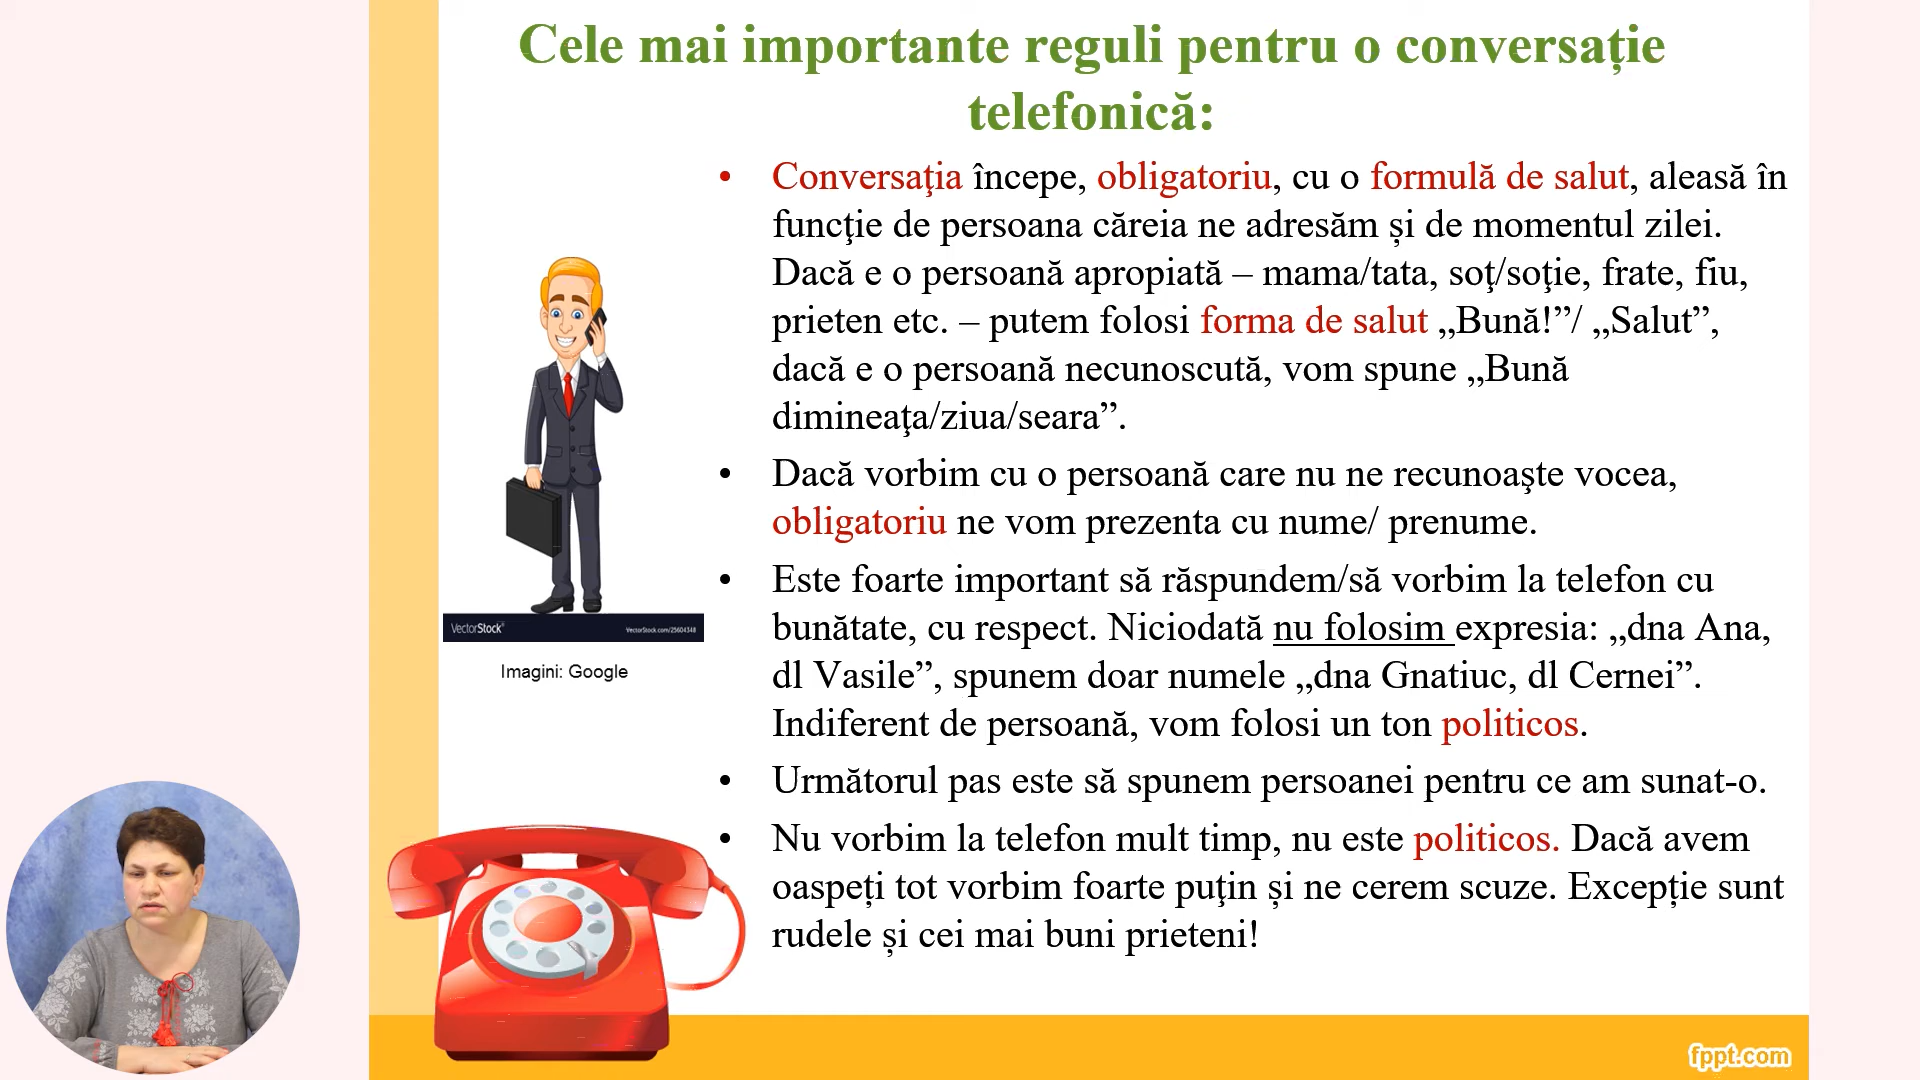 Cele mai importante reguli pentru o conversație
telefonică:
• Conversaţia începe, obligatoriu, cu o formulă de salut, aleasă în
funcţie de persoana căreia ne adresăm și de momentul zilei.
Dacă e o persoană apropiată – mama/tata, soţ/soţie, frate, fiu,
prieten etc. – putem folosi forma de salut „Bună!”/ „Salut”,
dacă e o persoană necunoscută, vom spune „Bună
dimineaţa/ziua/seara”.
• Dacă vorbim cu o persoană care nu ne recunoaşte vocea,
obligatoriu ne vom prezenta cu nume/ prenume.
• Este foarte important să răspundem/să vorbim la telefon cu
bunătate, cu respect. Niciodată nu folosim expresia: „dna Ana,
dl Vasile”, spunem doar numele „dna Gnatiuc, dl Cernei”.
Indiferent de persoană, vom folosi un ton politicos.
• Următorul pas este să spunem persoanei pentru ce am sunat-o.
• Nu vorbim la telefon mult timp, nu este politicos. Dacă avem
oaspeți tot vorbim foarte puţin și ne cerem scuze. Excepție sunt
rudele și cei mai buni prieteni!
VectorStock®
VectorStock.com/25604348
Imagini: Google
fppt.com